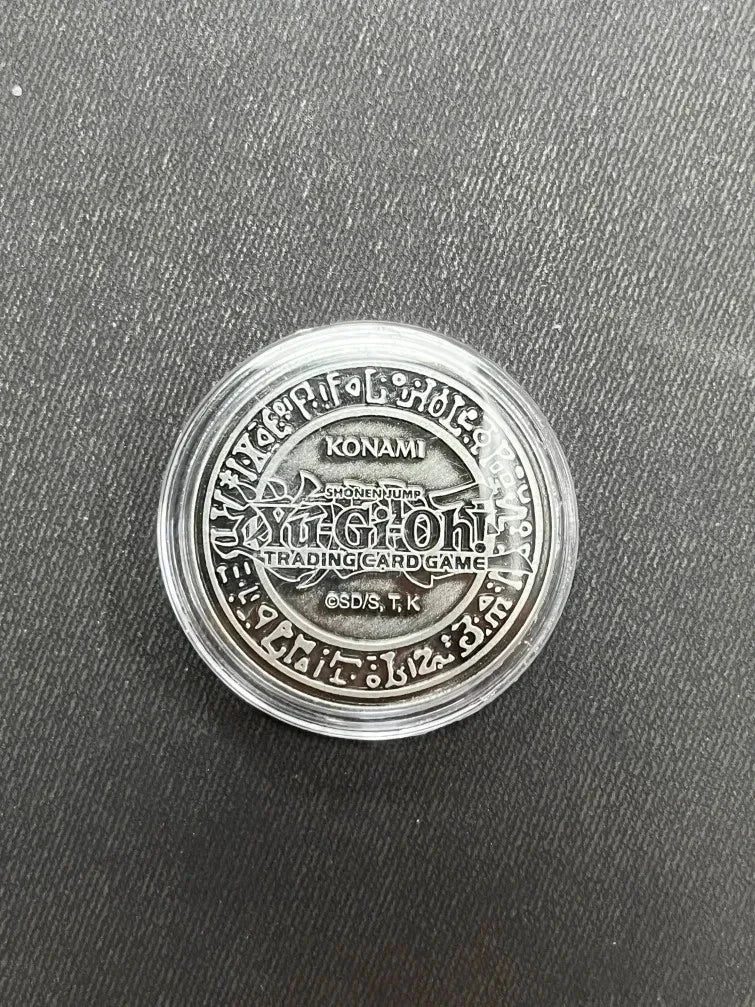 KONAMI
SHONEN JUMP
Yu-Gi-Oh!
TRADING CARD GAME
©SD/S, T, K